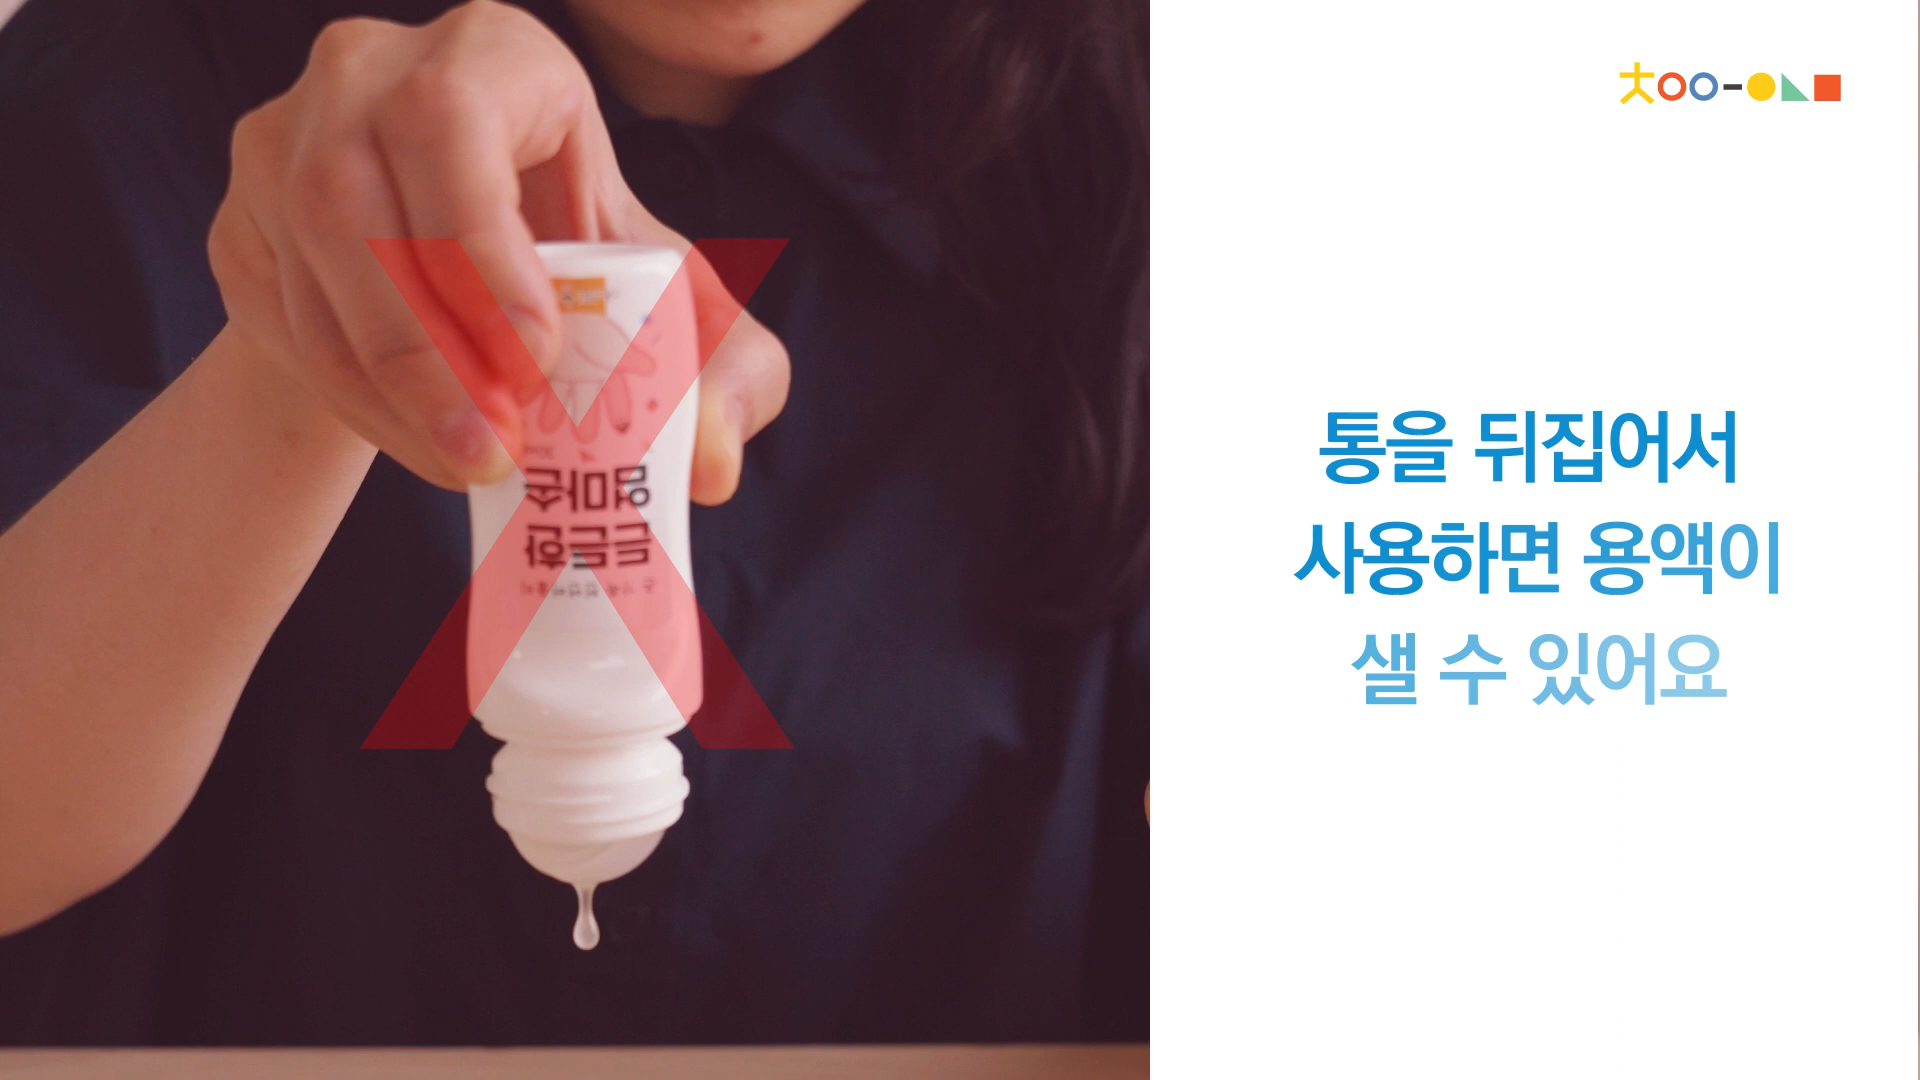 통을 뒤집어서
사용하면 용액이
샐 수 있어요